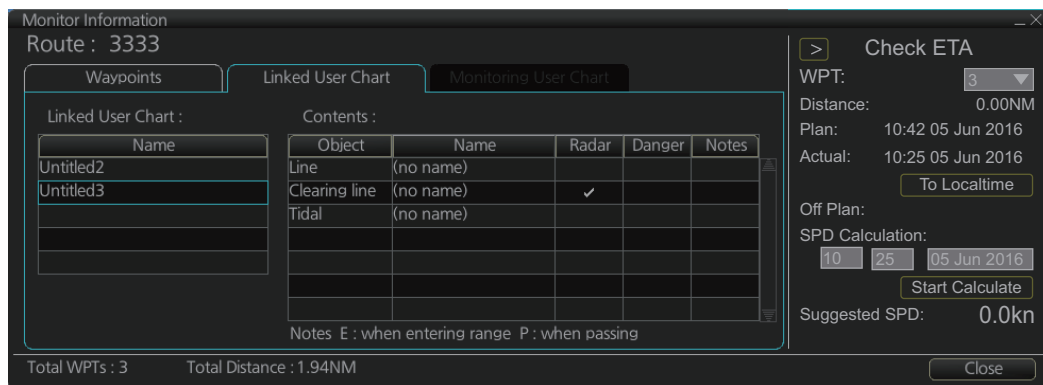 Monitor Information
Route : 3333
Waypoints Linked User Chart Monitoring User Chart
Linked User Chart :
Name
Untitled2
Untitled3
Contents :
Object Name Radar Danger Notes
Line (no name)
Clearing line (no name) ✓
Tidal (no name)
Notes E : when entering range P : when passing
> Check ETA
WPT: 3
Distance: 0.00NM
Plan: 10:42 05 Jun 2016
Actual: 10:25 05 Jun 2016
To Localtime
Off Plan:
SPD Calculation:
10 25 05 Jun 2016
Start Calculate
Suggested SPD: 0.0kn
Total WPTs : 3 Total Distance : 1.94NM Close